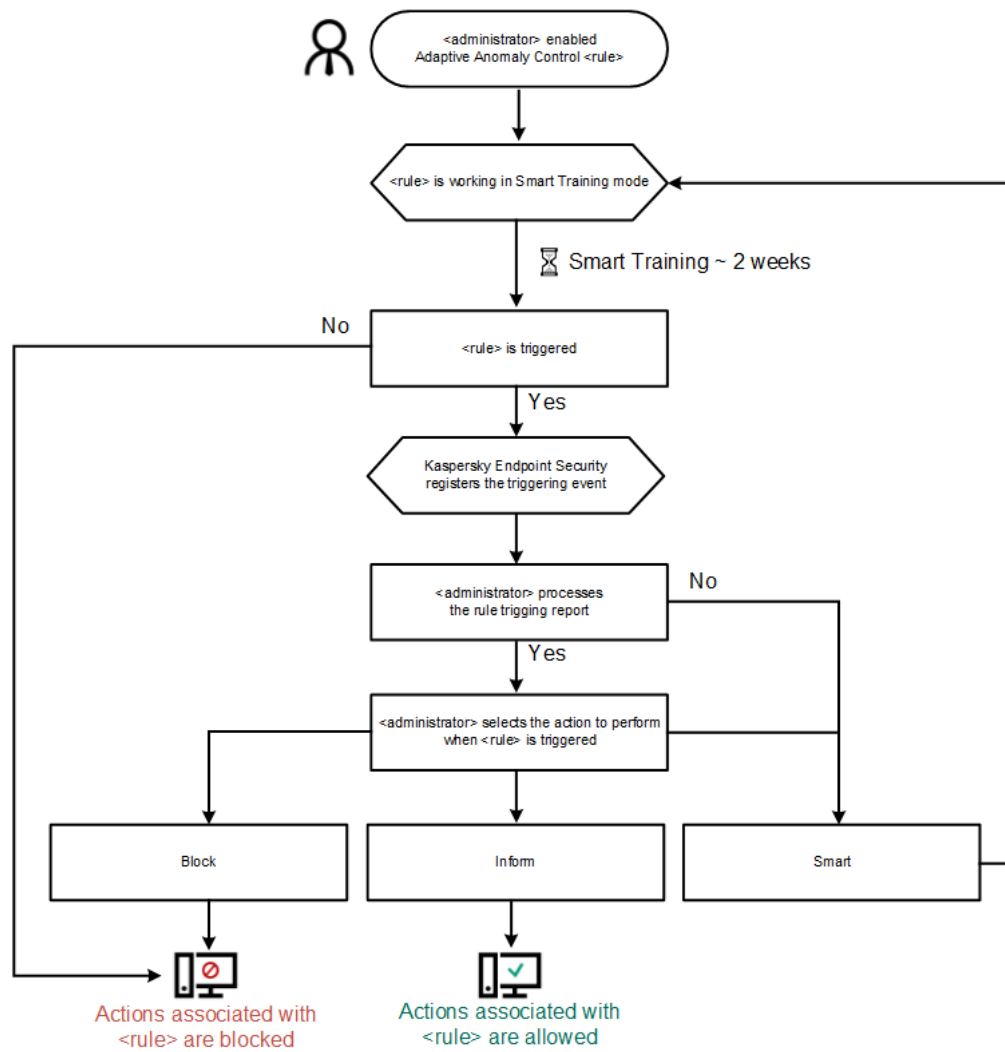 <administrator> enabled
Adaptive Anomaly Control <rule>
<rule> is working in Smart Training mode
Smart Training ~ 2 weeks
No
<rule> is triggered
Yes
Kaspersky Endpoint Security
registers the triggering event
<administrator> processes
the rule trigging report
No
Yes
<administrator> selects the action to perform
when <rule> is triggered
Block
Inform
Smart
Actions associated with
<rule> are blocked
Actions associated with
<rule> are allowed